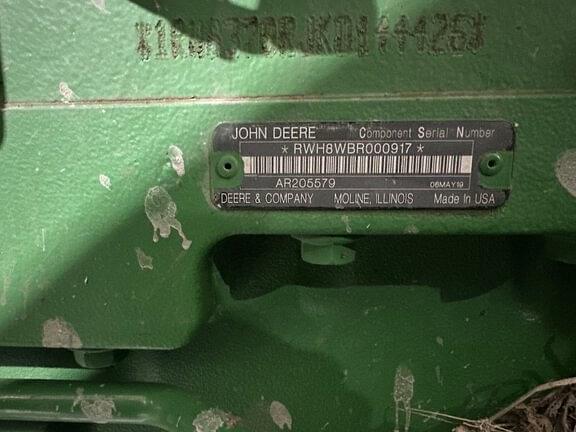 JOHN DEERE Component Serial Number
* RWH8WBR000917 *
AR205579 06MAY19
DEERE & COMPANY MOLINE, ILLINOIS Made In USA